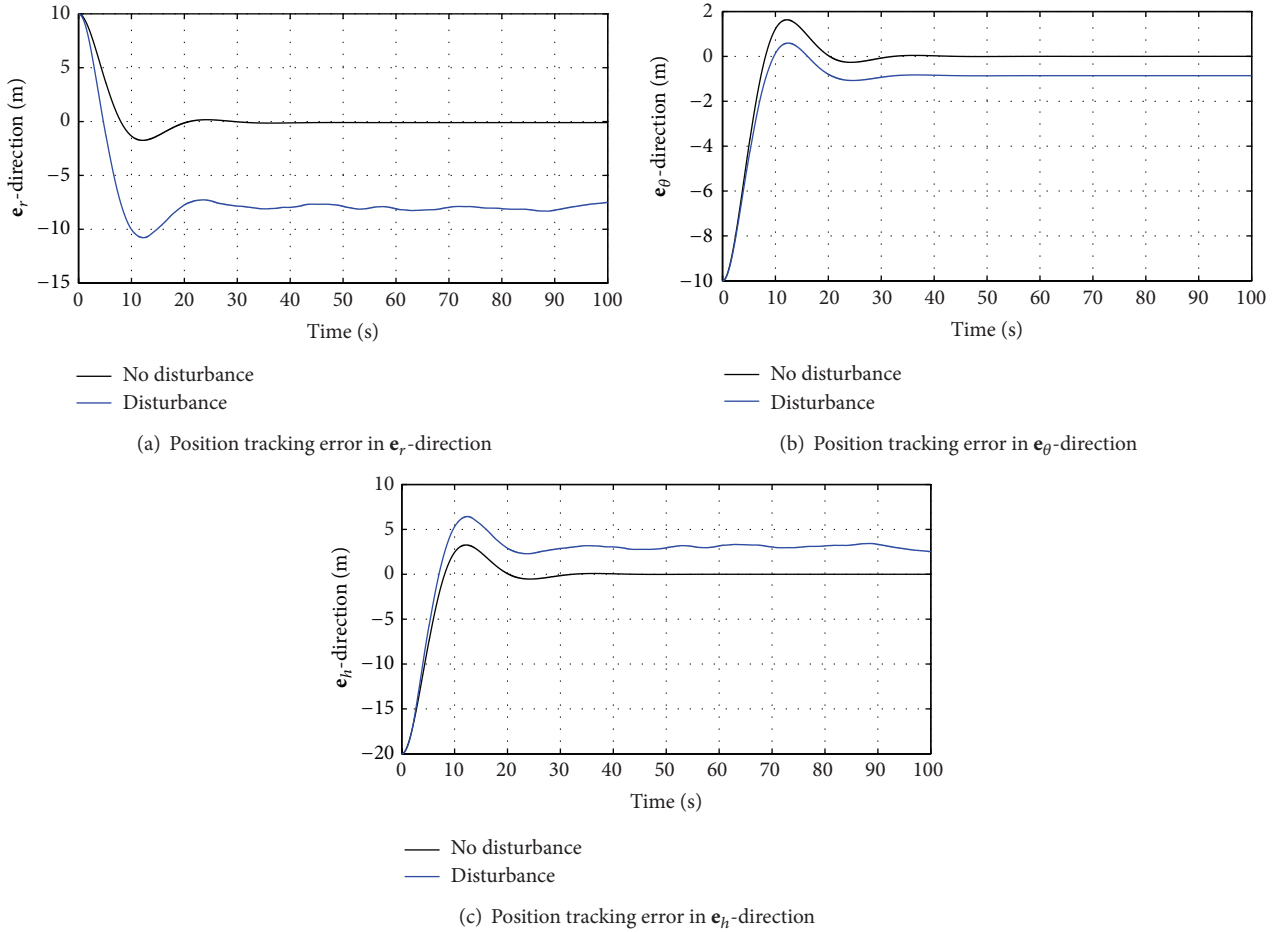 10
5
0
−5
−10
−15
0 10 20 30 40 50 60 70 80 90 100
e_r-direction (m)
Time (s)
No disturbance
Disturbance
(a) Position tracking error in e_r-direction
2
0
−2
−4
−6
−8
−10
0 10 20 30 40 50 60 70 80 90 100
e_θ-direction (m)
Time (s)
No disturbance
Disturbance
(b) Position tracking error in e_θ-direction
10
5
0
−5
−10
−15
−20
0 10 20 30 40 50 60 70 80 90 100
e_h-direction (m)
Time (s)
No disturbance
Disturbance
(c) Position tracking error in e_h-direction